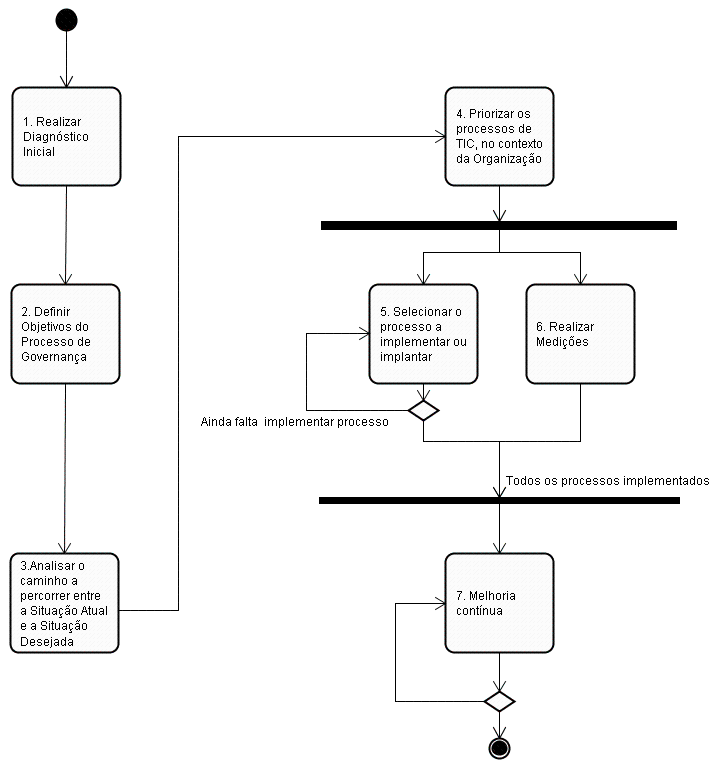 1. Realizar
Diagnóstico
Inicial
2. Definir
Objetivos do
Processo de
Governança
3.Analisar o
caminho a
percorrer entre
a Situação Atual
e a Situação
Desejada
4. Priorizar os
processos de
TIC, no contexto
da Organização
5. Selecionar o
processo a
implementar ou
implantar
6. Realizar
Medições
Ainda falta  implementar processo
Todos os processos implementados
7. Melhoria
contínua